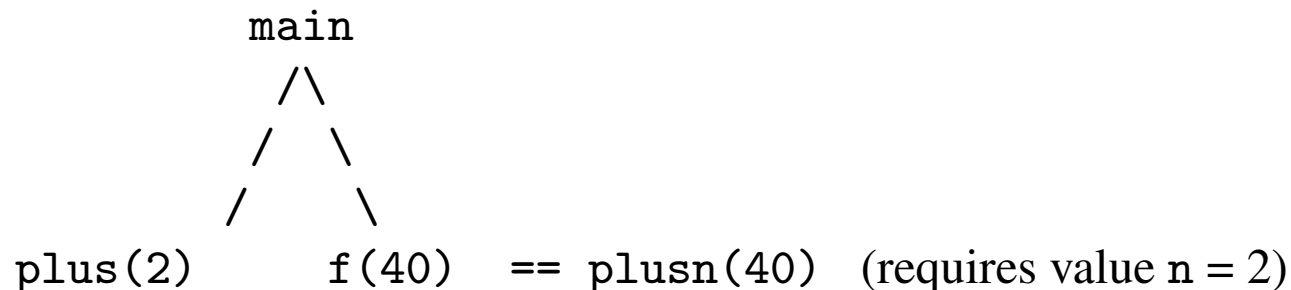 main
/\
/ \
/ \
plus(2) f(40) == plusn(40) (requires value n = 2)